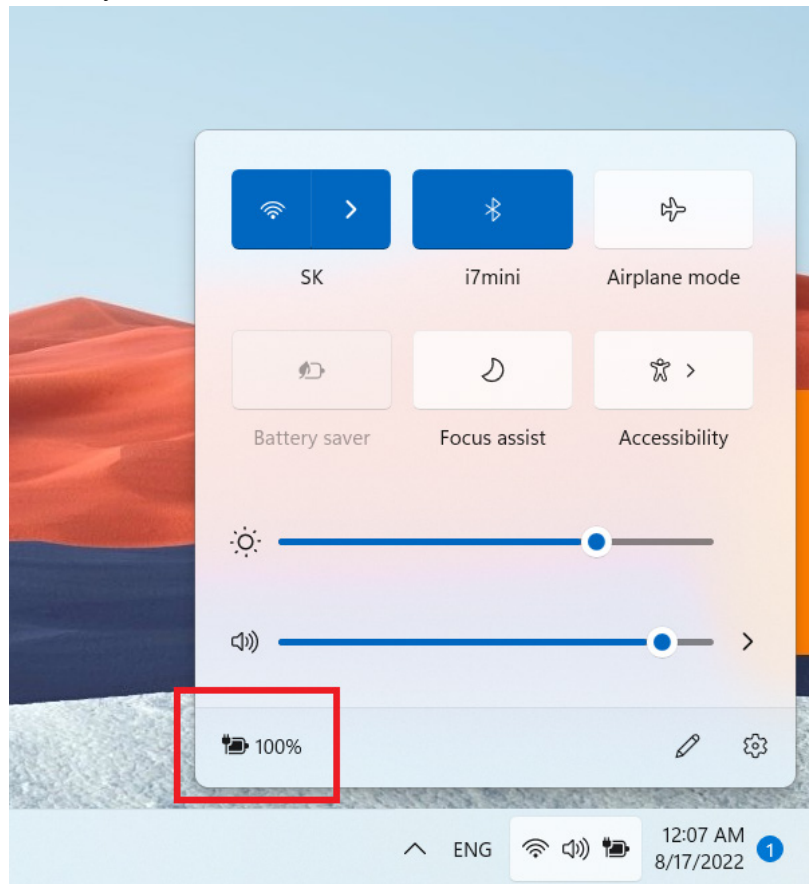 SK
i7mini
Airplane mode
Battery saver
Focus assist
Accessibility
100%
ENG
12:07 AM
8/17/2022
1